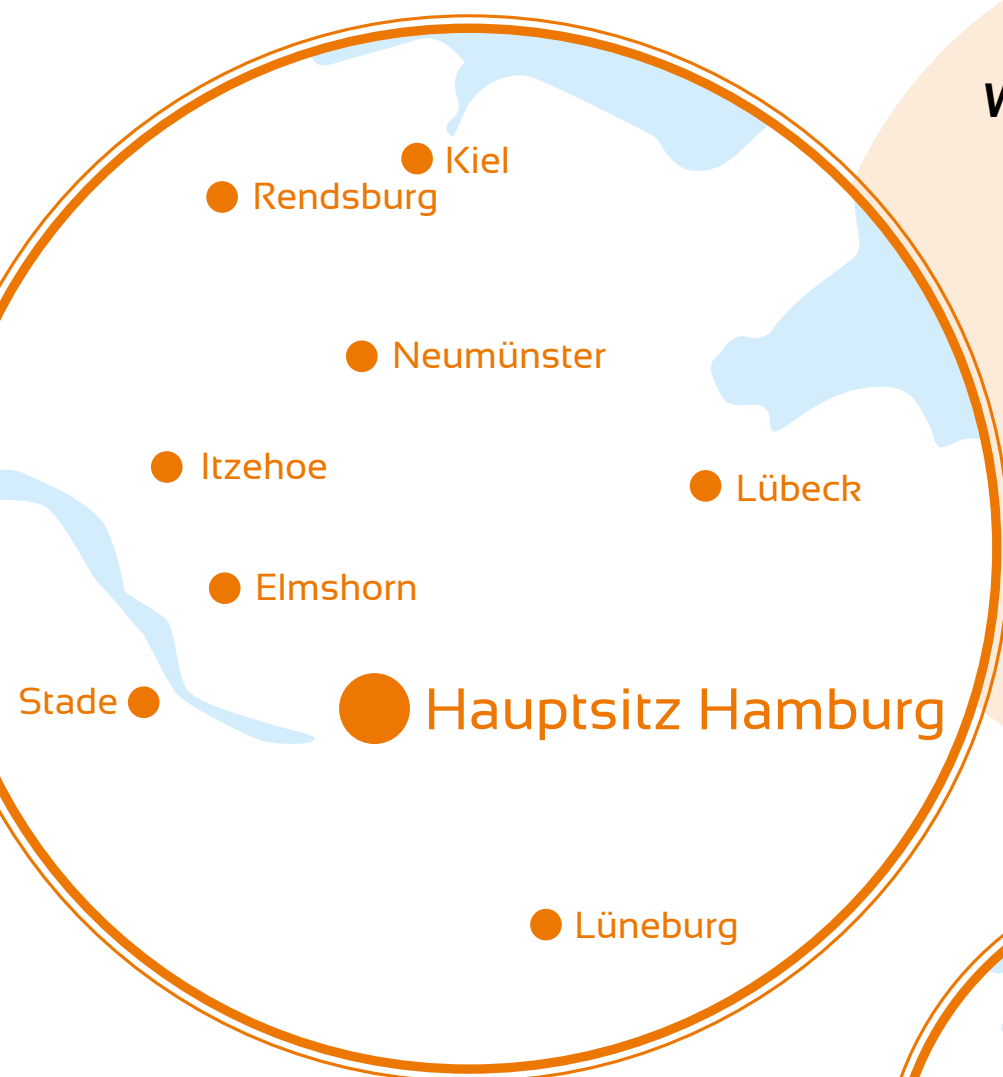 Kiel
Rendsburg
Neumünster
Itzehoe
Lübeck
Elmshorn
Stade
Hauptsitz Hamburg
Lüneburg